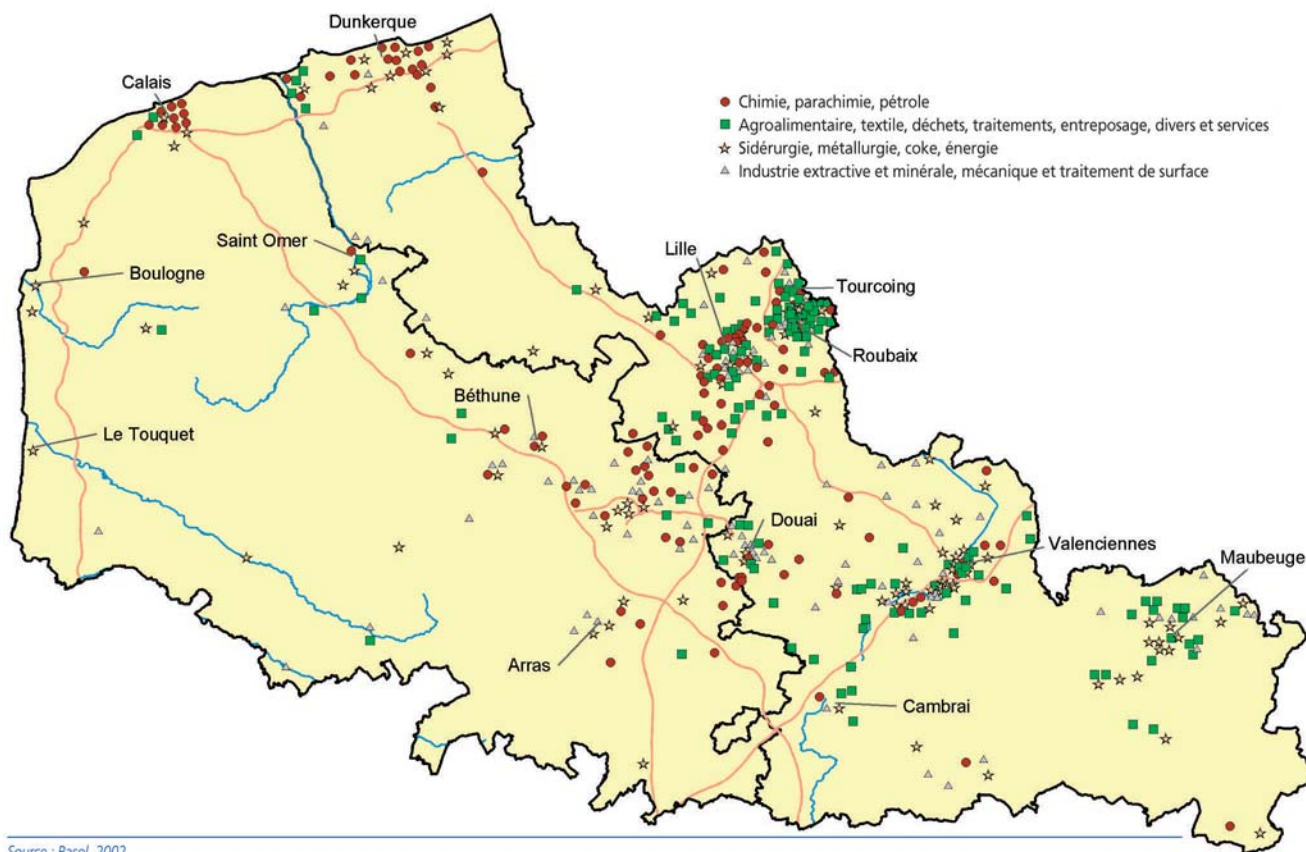 Dunkerque
Calais
Chimie, parachimie, pétrole
Agroalimentaire, textile, déchets, traitements, entreposage, divers et services
Sidérurgie, métallurgie, coke, énergie
Industrie extractive et minérale, mécanique et traitement de surface
Saint Omer
Lille
Boulogne
Tourcoing
Roubaix
Béthune
Le Touquet
Douai
Valenciennes
Maubeuge
Arras
Cambrai
Source : Basol, 2002